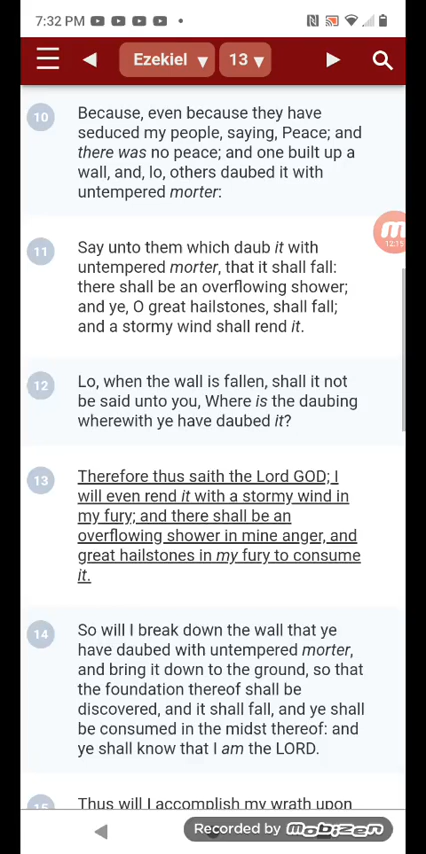 7:32 PM
Ezekiel 13
10 Because, even because they have
seduced my people, saying, Peace; and
there was no peace; and one built up a
wall, and, lo, others daubed it with
untempered morter:
11 Say unto them which daub it with
untempered morter, that it shall fall:
there shall be an overflowing shower;
and ye, O great hailstones, shall fall;
and a stormy wind shall rend it.
12:15
12 Lo, when the wall is fallen, shall it not
be said unto you, Where is the daubing
wherewith ye have daubed it?
13 Therefore thus saith the Lord GOD; I
will even rend it with a stormy wind in
my fury; and there shall be an
overflowing shower in mine anger, and
great hailstones in my fury to consume
it.
14 So will I break down the wall that ye
have daubed with untempered morter,
and bring it down to the ground, so that
the foundation thereof shall be
discovered, and it shall fall, and ye shall
be consumed in the midst thereof: and
ye shall know that I am the LORD.
15 Thus will I accomplish my wrath upon
Recorded by Mobizen